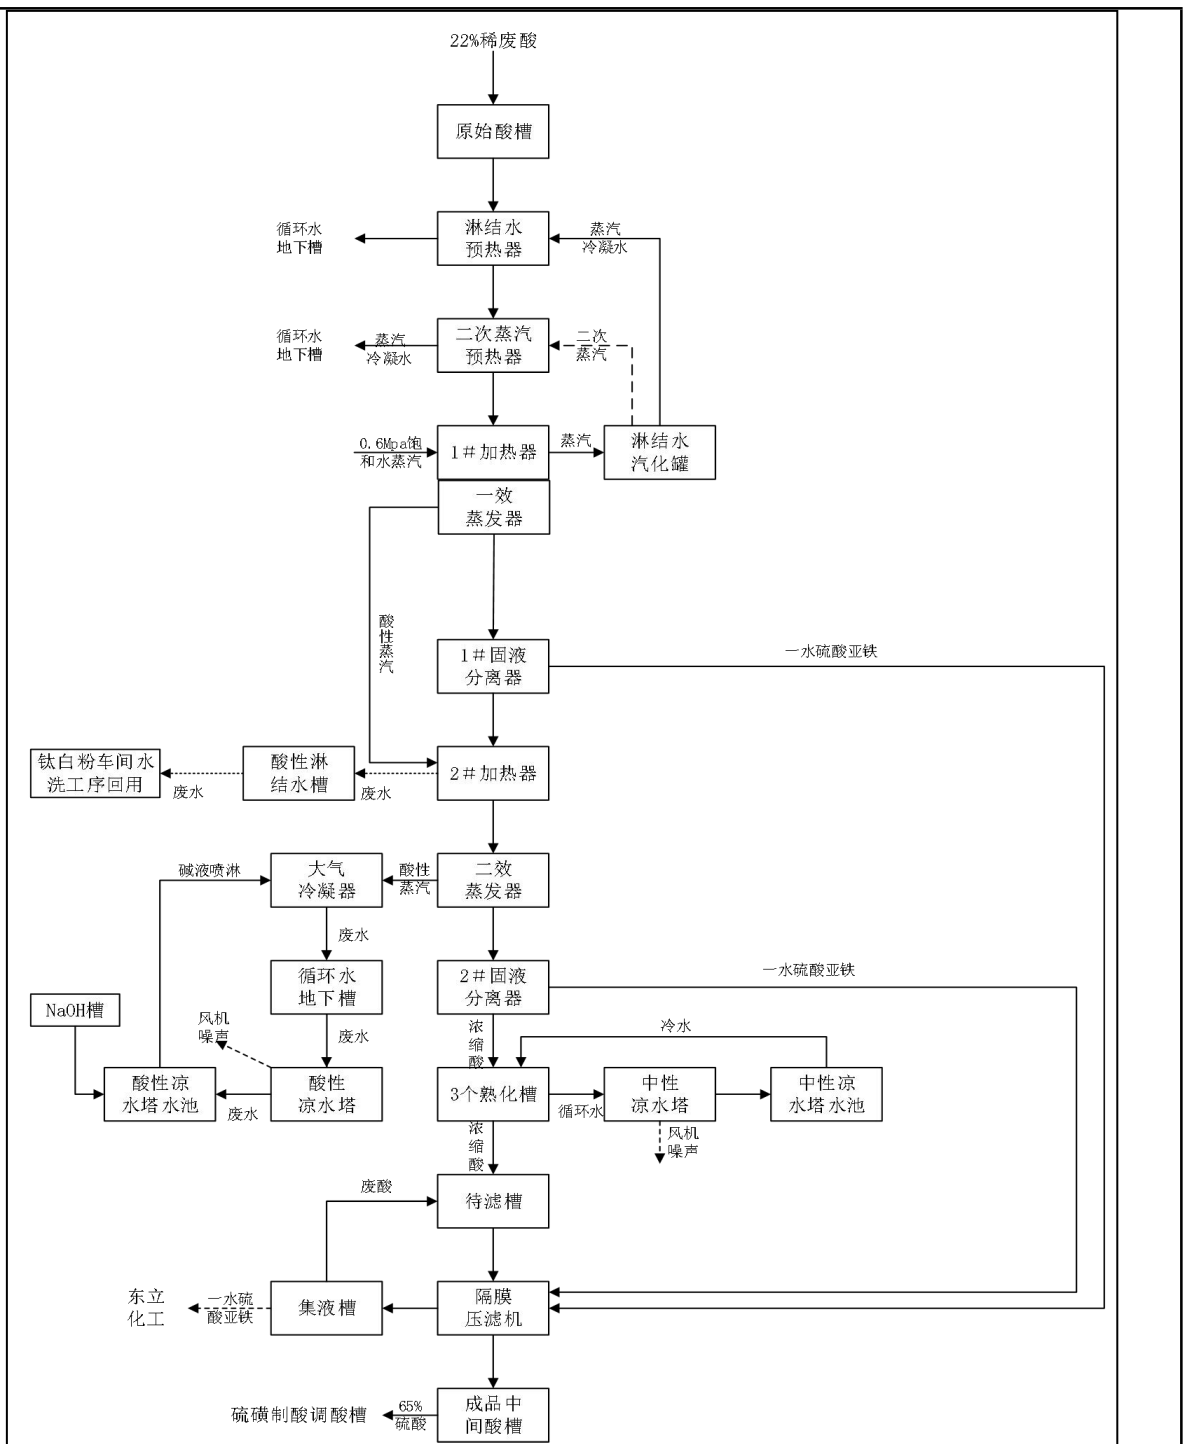 22%稀废酸
原始酸槽
循环水
地下槽
淋结水
预热器
蒸汽
冷凝水
循环水
地下槽
蒸汽
冷凝水
二次蒸汽
预热器
二次
蒸汽
0.6Mpa饱
和水蒸汽
1#加热器
蒸汽
淋结水
汽化罐
一效
蒸发器
酸性蒸汽
1#固液
分离器
一水硫酸亚铁
钛白粉车间水
洗工序回用
废水
酸性淋
结水槽
废水
2#加热器
碱液喷淋
大气
冷凝器
酸性
蒸汽
二效
蒸发器
废水
循环水
地下槽
2#固液
分离器
一水硫酸亚铁
NaOH槽
风机
噪声
废水
浓缩酸
冷水
酸性凉
水塔水池
废水
酸性
凉水塔
3个熟化槽
循环水
中性
凉水塔
中性凉
水塔水池
浓缩酸
风机
噪声
废酸
待滤槽
东立
化工
一水硫
酸亚铁
集液槽
隔膜
压滤机
硫磺制酸调酸槽
65%
硫酸
成品中
间酸槽